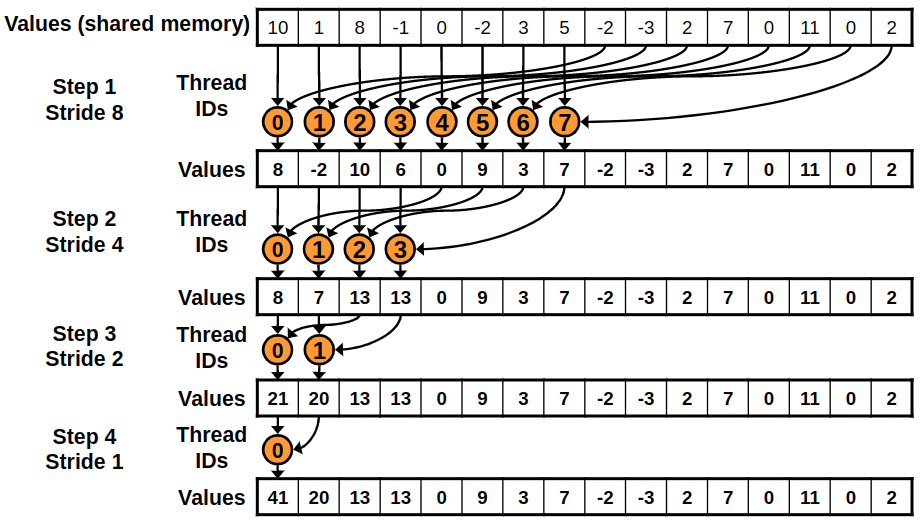 Values (shared memory) 10 1 8 -1 0 -2 3 5 -2 -3 2 7 0 11 0 2
Step 1
Stride 8
Thread
IDs
0 1 2 3 4 5 6 7
Values 8 -2 10 6 0 9 3 7 -2 -3 2 7 0 11 0 2
Step 2
Stride 4
Thread
IDs
0 1 2 3
Values 8 7 13 13 0 9 3 7 -2 -3 2 7 0 11 0 2
Step 3
Stride 2
Thread
IDs
0 1
Values 21 20 13 13 0 9 3 7 -2 -3 2 7 0 11 0 2
Step 4
Stride 1
Thread
IDs
0
Values 41 20 13 13 0 9 3 7 -2 -3 2 7 0 11 0 2